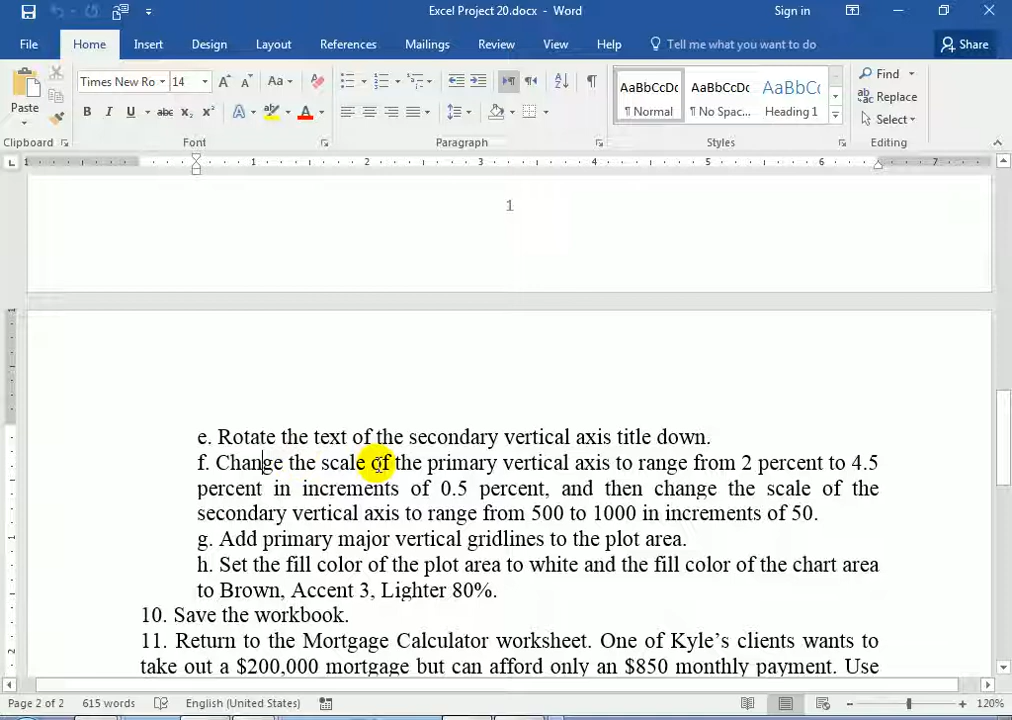 Excel Project 20.docx - Word
Sign in
File
Home
Insert
Design
Layout
References
Mailings
Review
View
Help
Tell me what you want to do
Share
Paste
Clipboard
Times New Ro
14
Aa
Font
Paragraph
AaBbCcDc
¶ Normal
AaBbCcDc
¶ No Spac...
AaBbCc
Heading 1
Styles
Find
Replace
Select
Editing
1
e. Rotate the text of the secondary vertical axis title down.
f. Change the scale of the primary vertical axis to range from 2 percent to 4.5
percent in increments of 0.5 percent, and then change the scale of the
secondary vertical axis to range from 500 to 1000 in increments of 50.
g. Add primary major vertical gridlines to the plot area.
h. Set the fill color of the plot area to white and the fill color of the chart area
to Brown, Accent 3, Lighter 80%.
10. Save the workbook.
11. Return to the Mortgage Calculator worksheet. One of Kyle’s clients wants to
take out a $200,000 mortgage but can afford only an $850 monthly payment. Use
Page 2 of 2
615 words
English (United States)
120%